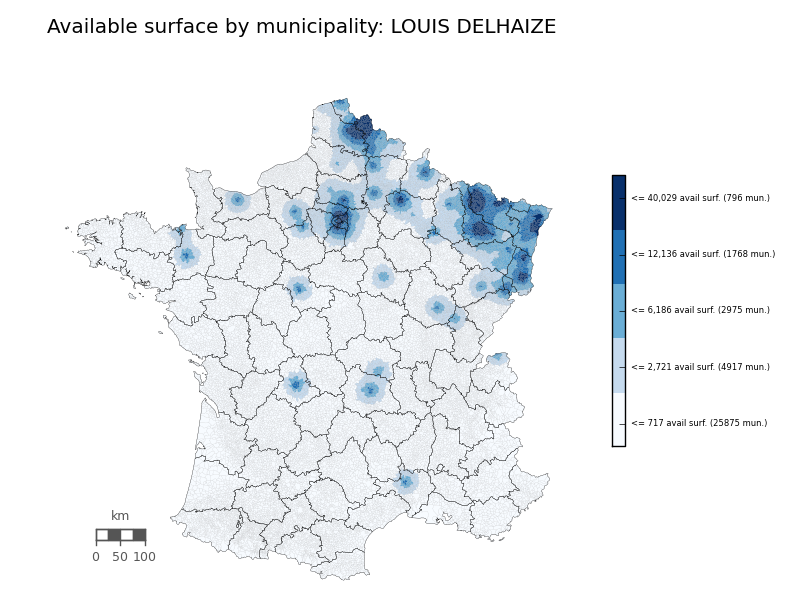 Available surface by municipality: LOUIS DELHAIZE
<= 40,029 avail surf. (796 mun.)
<= 12,136 avail surf. (1768 mun.)
<= 6,186 avail surf. (2975 mun.)
<= 2,721 avail surf. (4917 mun.)
<= 717 avail surf. (25875 mun.)
km
0 50 100